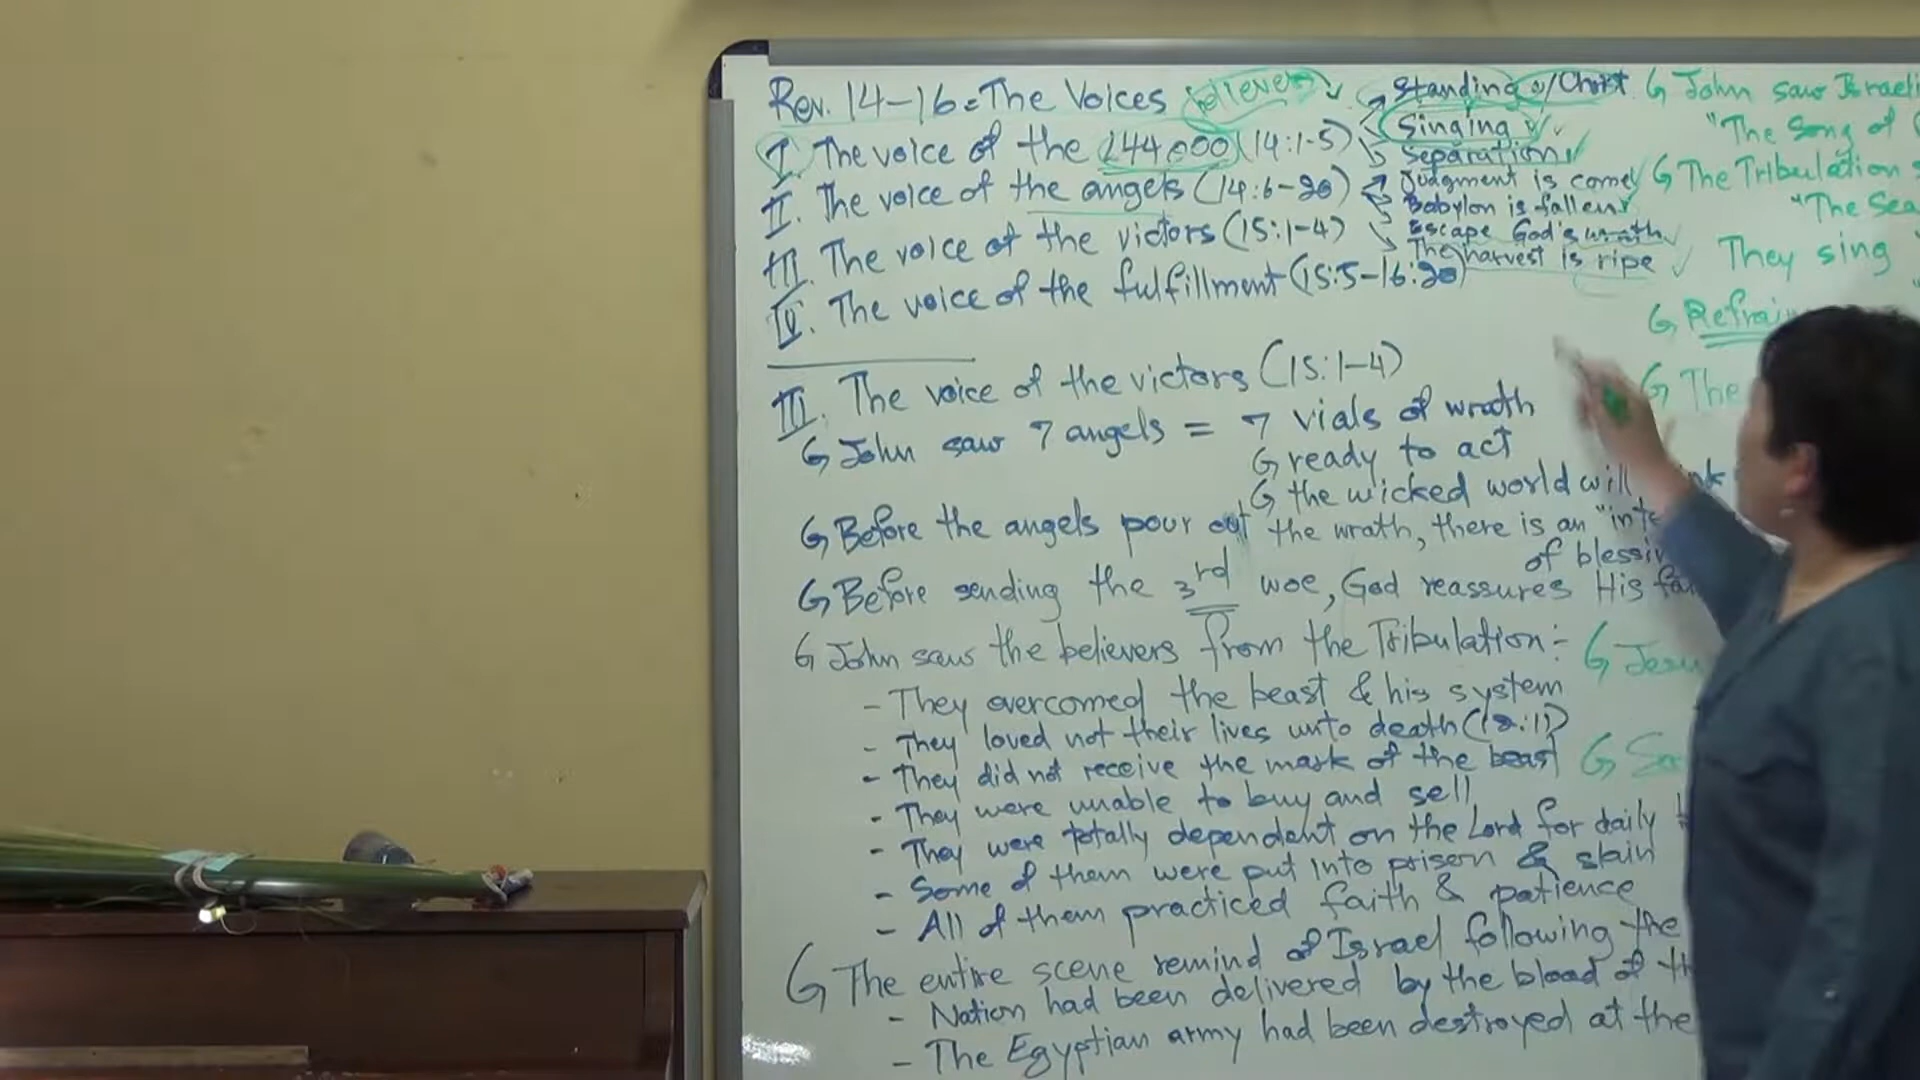 Rev. 14-16 = The Voices believers
I. The voice of the 144,000 (14:1-5)
Standing w/Christ
Singing
Separation
II. The voice of the angels (14:6-20)
Judgment is come
Babylon is fallen
Escape God's wrath
The harvest is ripe
III. The voice of the victors (15:1-4)
IV. The voice of the fulfillment (15:5-16:20)
III. The voice of the victors (15:1-4)
John saw 7 angels = 7 vials of wrath
ready to act
the wicked world will
Before the angels pour out the wrath, there is an "inte
of blessin
Before sending the 3rd woe, God reassures His
John saw the believers from the Tribulation:
- They overcomed the beast & his system
- They loved not their lives unto death (12:11)
- They did not receive the mark of the beast
- They were unable to buy and sell
- They were totally dependent on the Lord for daily
- Some of them were put into prison & slain
- All of them practiced faith & patience
The entire scene remind of Israel following the
- Nation had been delivered by the blood of th
- The Egyptian army had been destroyed at the
John saw Israeli
"The Song of
The Tribulation
"The Sea
They sing
Refrain
The
Jesu